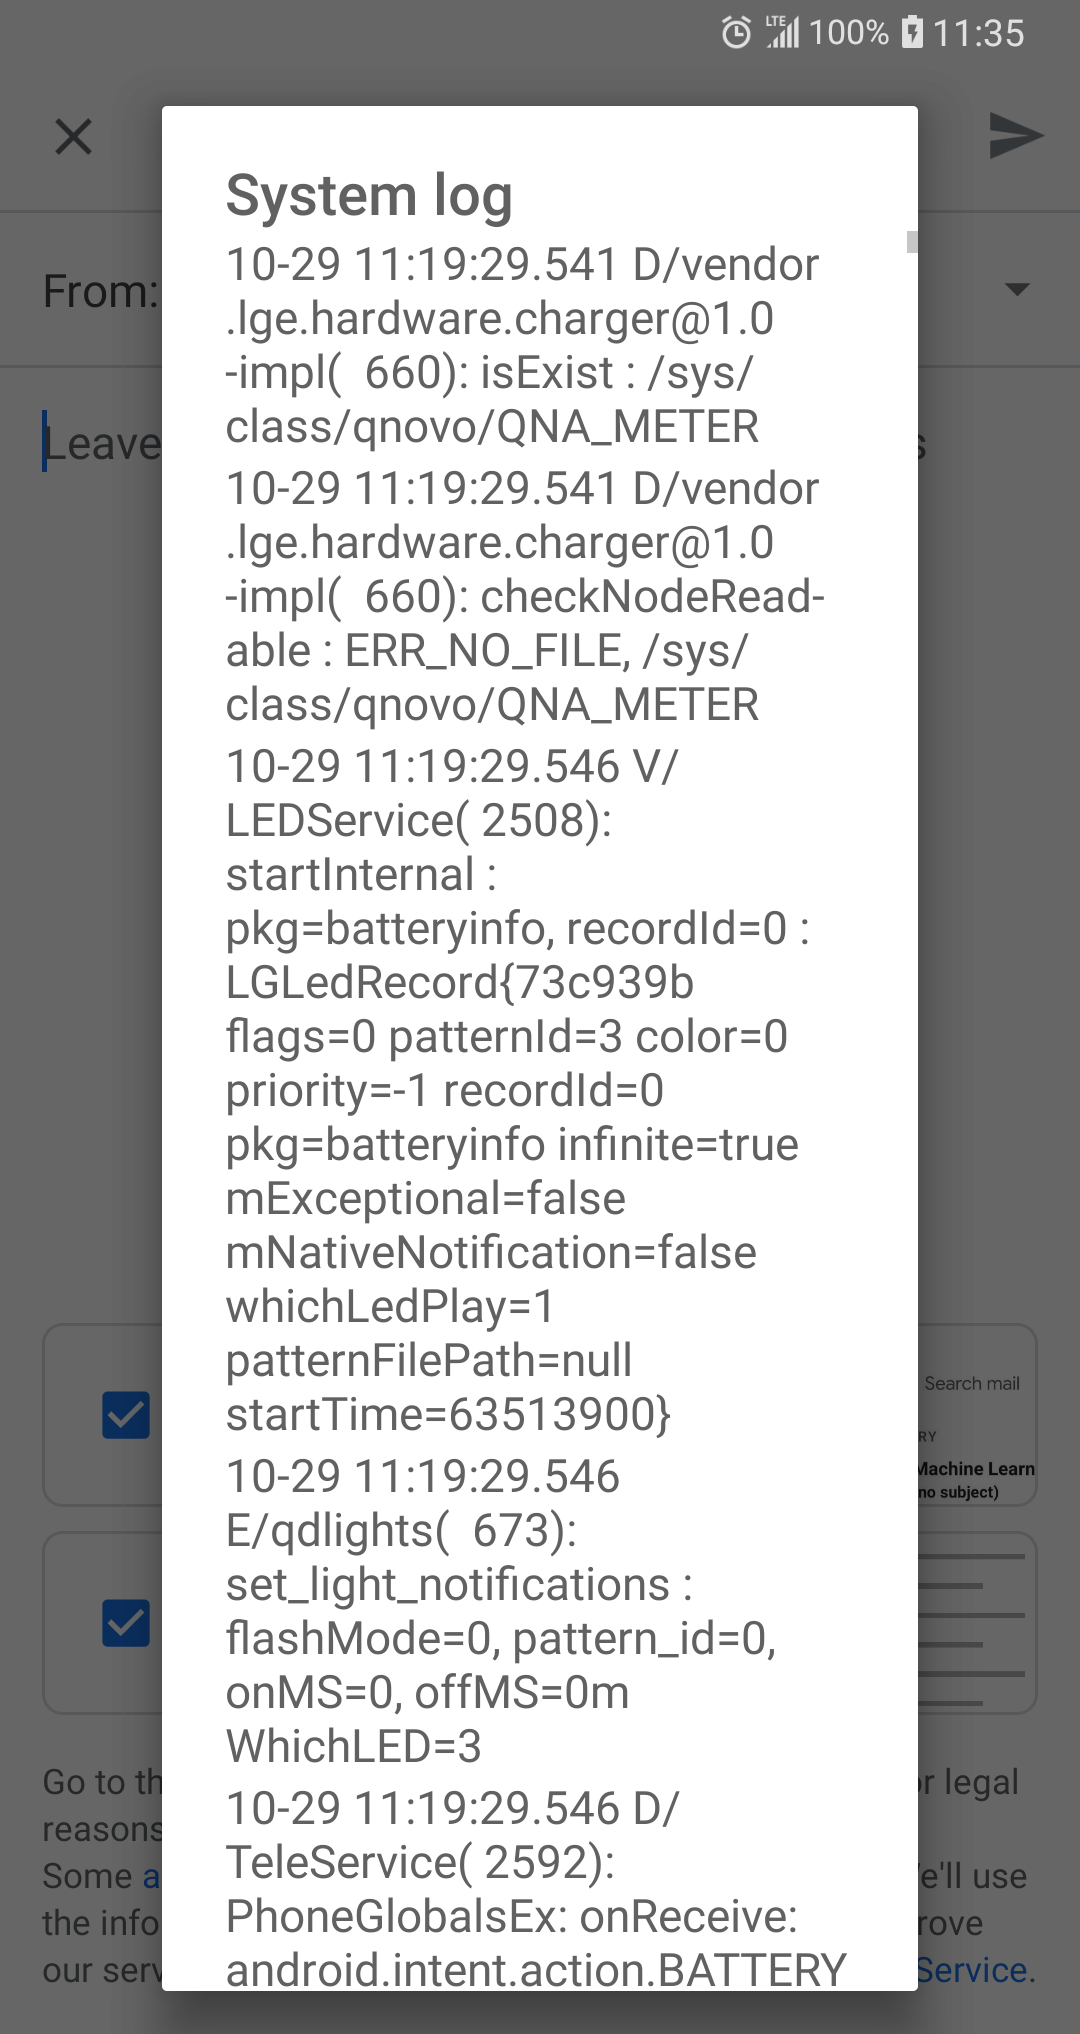 LTE 100% 11:35
System log
From:
Leave
s
10-29 11:19:29.541 D/vendor
.lge.hardware.charger@1.0
-impl(  660): isExist : /sys/
class/qnovo/QNA_METER
10-29 11:19:29.541 D/vendor
.lge.hardware.charger@1.0
-impl(  660): checkNodeRead-
able : ERR_NO_FILE, /sys/
class/qnovo/QNA_METER
10-29 11:19:29.546 V/
LEDService( 2508):
startInternal :
pkg=batteryinfo, recordId=0 :
LGLedRecord{73c939b
flags=0 patternId=3 color=0
priority=-1 recordId=0
pkg=batteryinfo infinite=true
mExceptional=false
mNativeNotification=false
whichLedPlay=1
patternFilePath=null
startTime=63513900}
10-29 11:19:29.546
E/qdlights(  673):
set_light_notifications :
flashMode=0, pattern_id=0,
onMS=0, offMS=0m
WhichLED=3
10-29 11:19:29.546 D/
TeleService( 2592):
PhoneGlobalsEx: onReceive:
android.intent.action.BATTERY
Search mail
RY
Machine Learn
no subject)
Go to th
or legal
reasons
Some a
e'll use
the info
rove
our serv
Service.